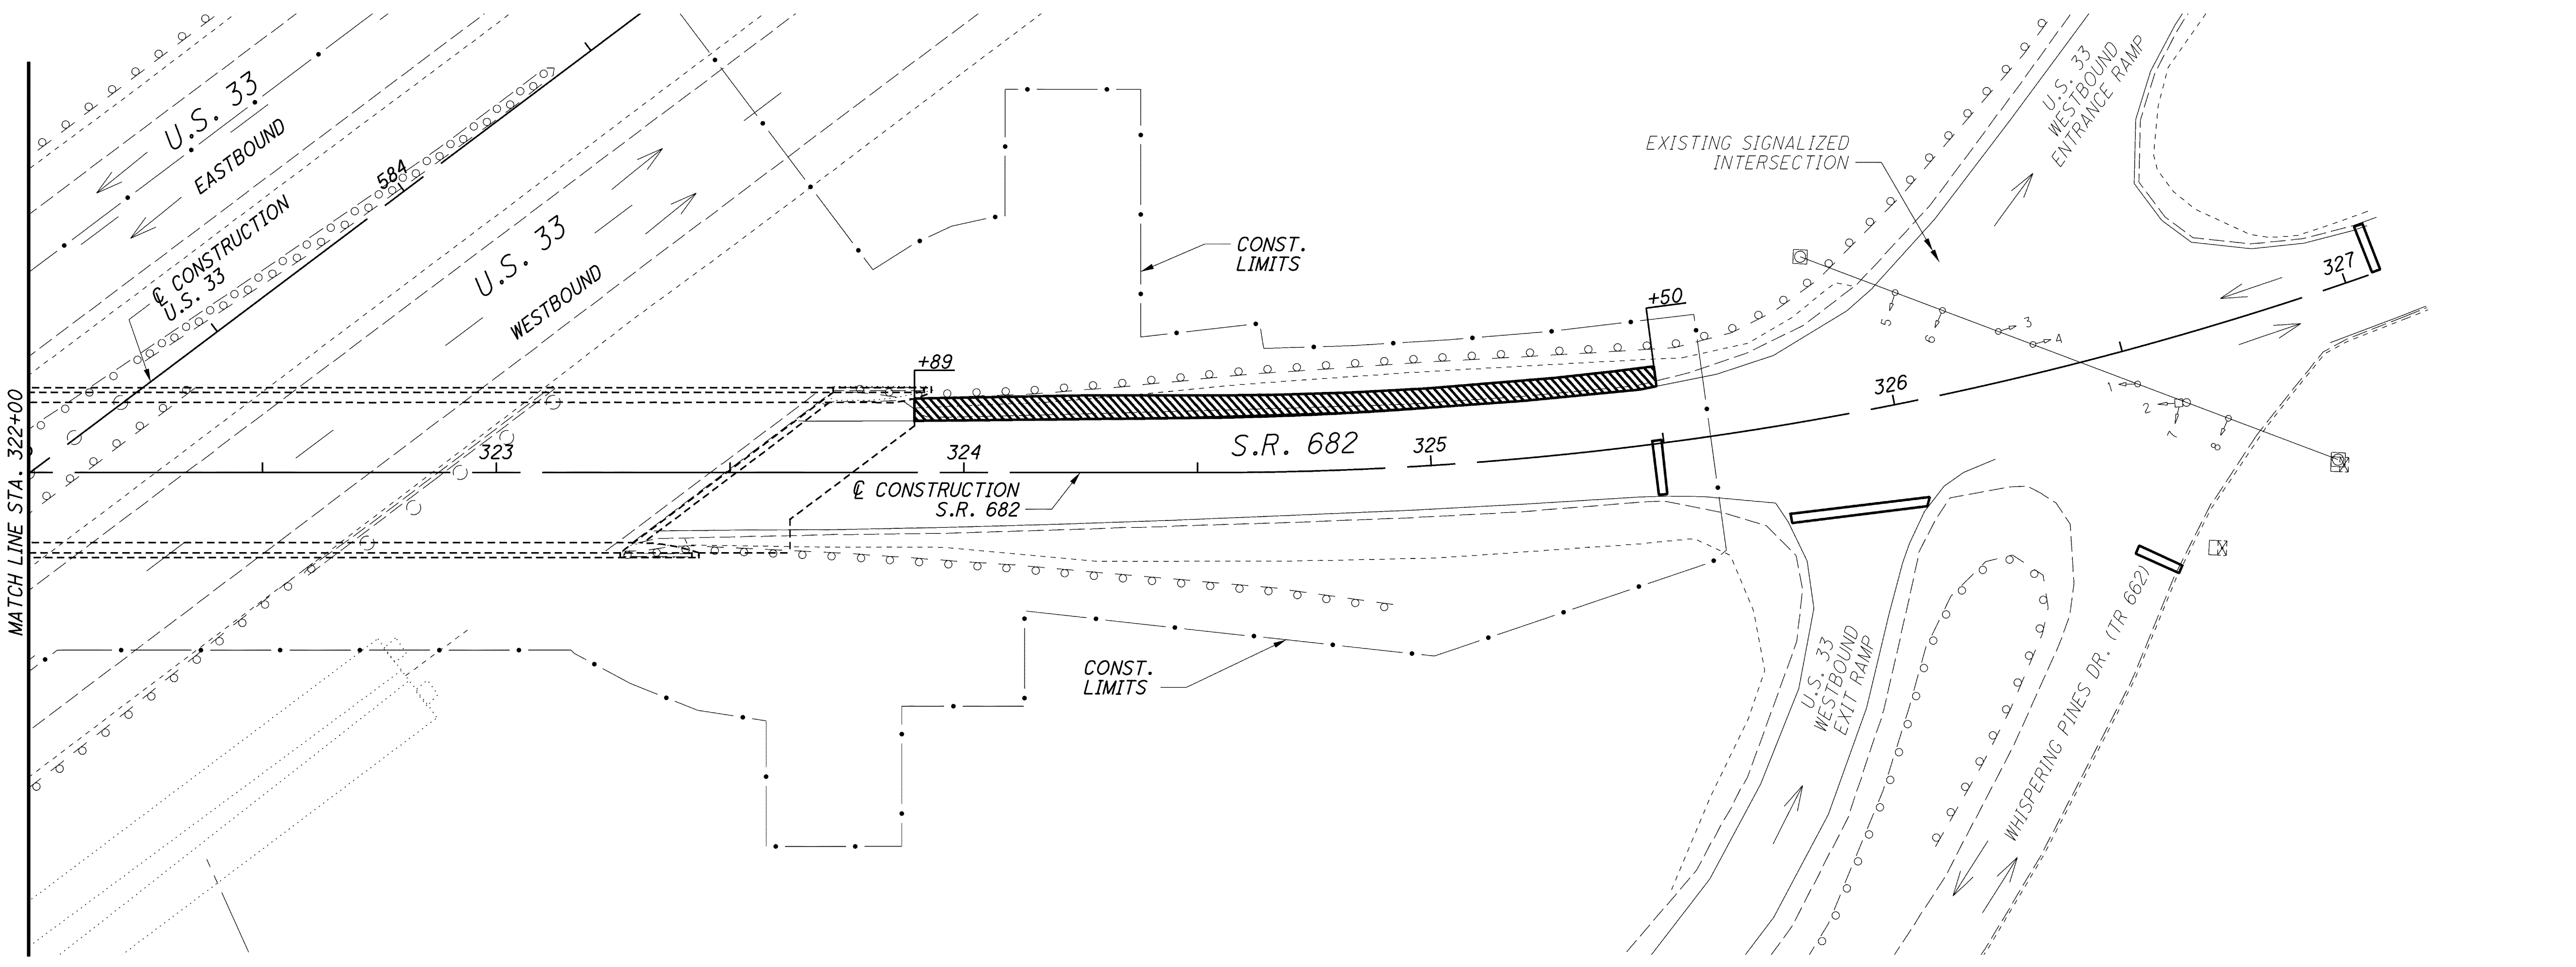 MATCH LINE STA. 322+00
U.S. 33
EASTBOUND
584
℄ CONSTRUCTION
U.S. 33
U.S. 33
WESTBOUND
CONST.
LIMITS
EXISTING SIGNALIZED
INTERSECTION
U.S. 33
WESTBOUND
ENTRANCE RAMP
+89
+50
323
324
325
326
327
S.R. 682
℄ CONSTRUCTION
S.R. 682
5
6
3
4
1
2
7
8
CONST.
LIMITS
U.S. 33
WESTBOUND
EXIT RAMP
WHISPERING PINES DR. (TR 662)